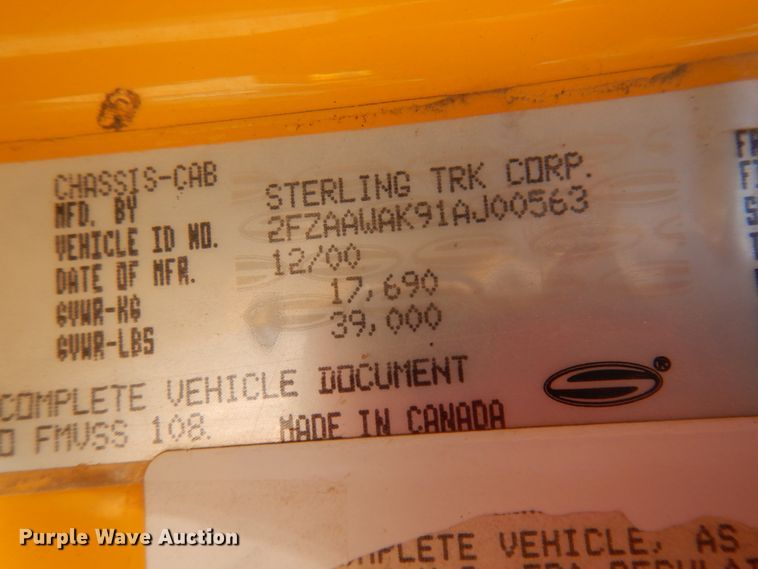 CHASSIS-CAB
MFD. BY STERLING TRK CORP.
VEHICLE ID NO. 2FZAAWAK91AJ00563
DATE OF MFR. 12/00
GVWR-KG 17,690
GVWR-LBS 39,000
COMPLETE VEHICLE DOCUMENT
FMVSS 108.
MADE IN CANADA
®
VEHICLE, AS
Purple Wave Auction